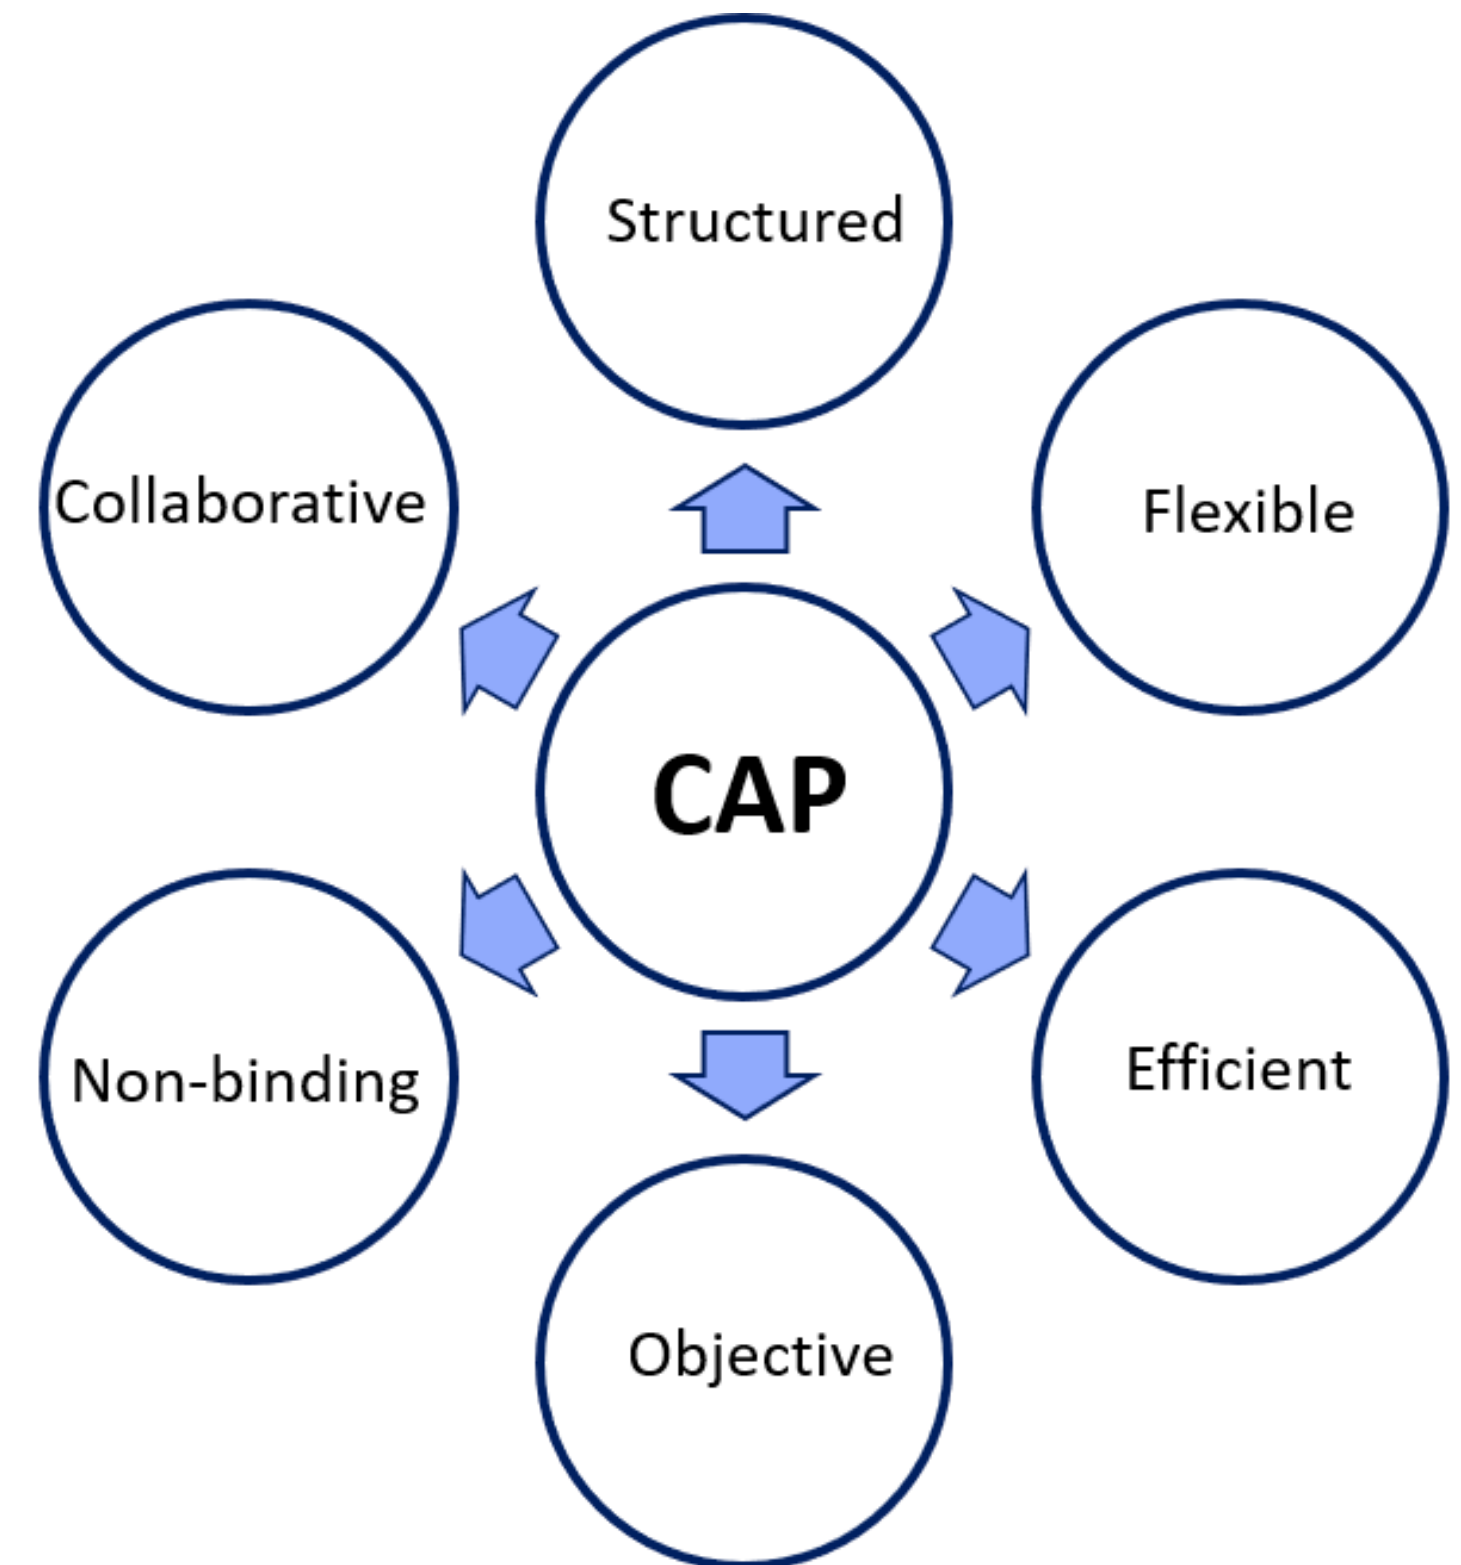 Structured
Collaborative
Flexible
CAP
Non-binding
Efficient
Objective